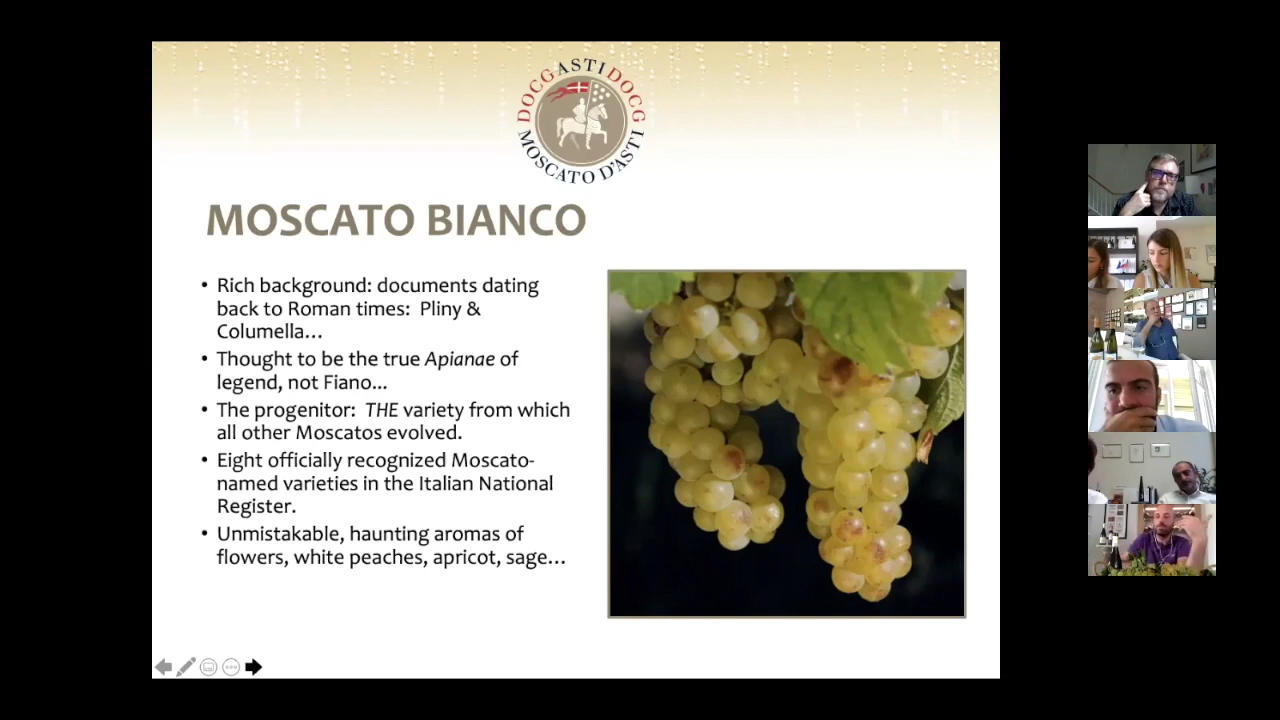 DOCG ASTI DOCG
MOSCATO D'ASTI
MOSCATO BIANCO
• Rich background: documents dating
back to Roman times: Pliny &
Columella…
• Thought to be the true Apianae of
legend, not Fiano...
• The progenitor: THE variety from which
all other Moscatos evolved.
• Eight officially recognized Moscato-
named varieties in the Italian National
Register.
• Unmistakable, haunting aromas of
flowers, white peaches, apricot, sage…